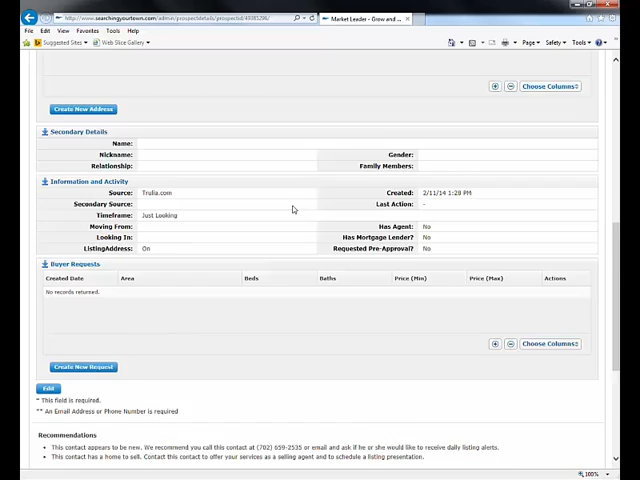 http://www.searchingyourtown.com/admin/prospectdetails/prospectid/49385296/
Market Leader - Grow and ...
File Edit View Favorites Tools Help
Suggested Sites Web Slice Gallery
Page Safety Tools
Choose Columns
Create New Address
Secondary Details
Name:
Nickname: Gender:
Relationship: Family Members:
Information and Activity
Source: Trulia.com Created: 2/11/14 1:28 PM
Secondary Source: Last Action: -
Timeframe: Just Looking
Moving From: Has Agent: No
Looking In: Has Mortgage Lender? No
ListingAddress: On Requested Pre-Approval? No
Buyer Requests
Created Date Area Beds Baths Price (Min) Price (Max) Actions
No records returned.
Choose Columns
Create New Request
Edit
* This field is required.
** An Email Address or Phone Number is required
Recommendations
• This contact appears to be new. We recommend you call this contact at (702) 659-2535 or email and ask if he or she would like to receive daily listing alerts.
• This contact has a home to sell. Contact this contact to offer your services as a selling agent and to schedule a listing presentation.
100%